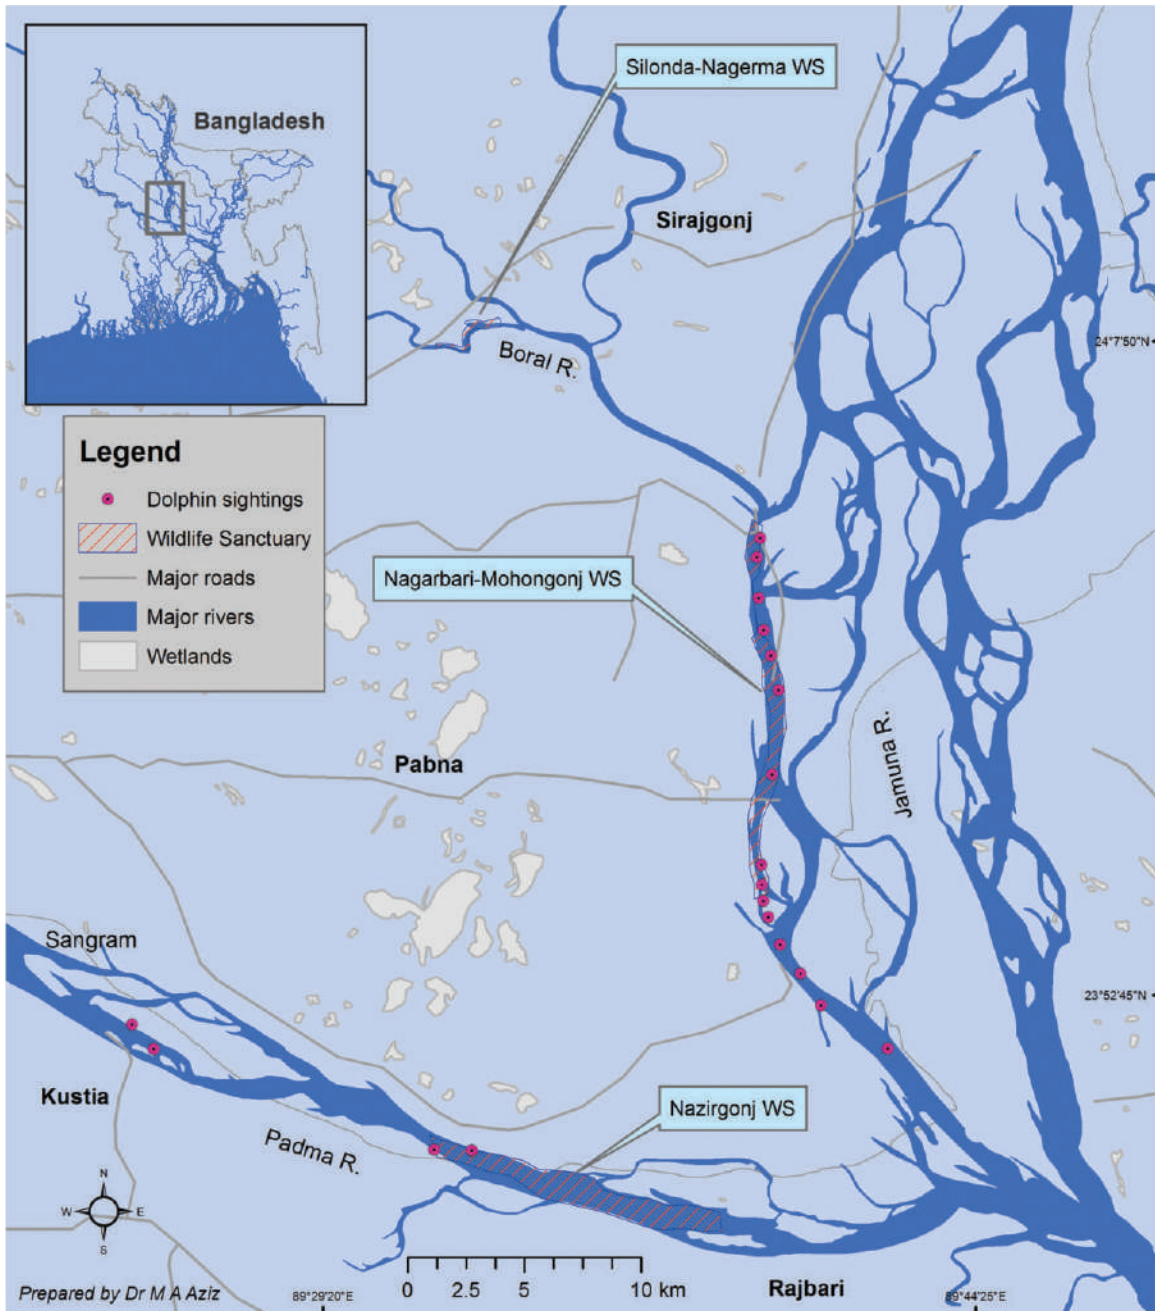 Silonda-Nagerma WS
Bangladesh
Sirajgonj
24°7'50"N
Boral R.
Legend
Dolphin sightings
Wildlife Sanctuary
Major roads
Major rivers
Wetlands
Nagarbari-Mohongonj WS
Jamuna R.
Pabna
Sangram
23°52'45"N
Kustia
Nazirgonj WS
Padma R.
N
W E
S
0 2.5 5 10 km
Rajbari
Prepared by Dr M A Aziz
89°29'20"E
89°44'25"E